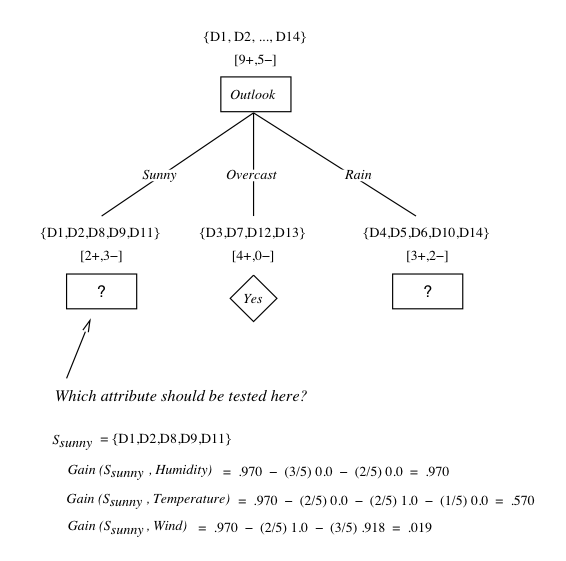 {D1, D2, ..., D14}
[9+,5−]
Outlook
Sunny Overcast Rain
{D1,D2,D8,D9,D11} {D3,D7,D12,D13} {D4,D5,D6,D10,D14}
[2+,3−] [4+,0−] [3+,2−]
? Yes ?
Which attribute should be tested here?
Ssunny = {D1,D2,D8,D9,D11}
Gain (Ssunny , Humidity) = .970 − (3/5) 0.0 − (2/5) 0.0 = .970
Gain (Ssunny , Temperature) = .970 − (2/5) 0.0 − (2/5) 1.0 − (1/5) 0.0 = .570
Gain (Ssunny , Wind) = .970 − (2/5) 1.0 − (3/5) .918 = .019